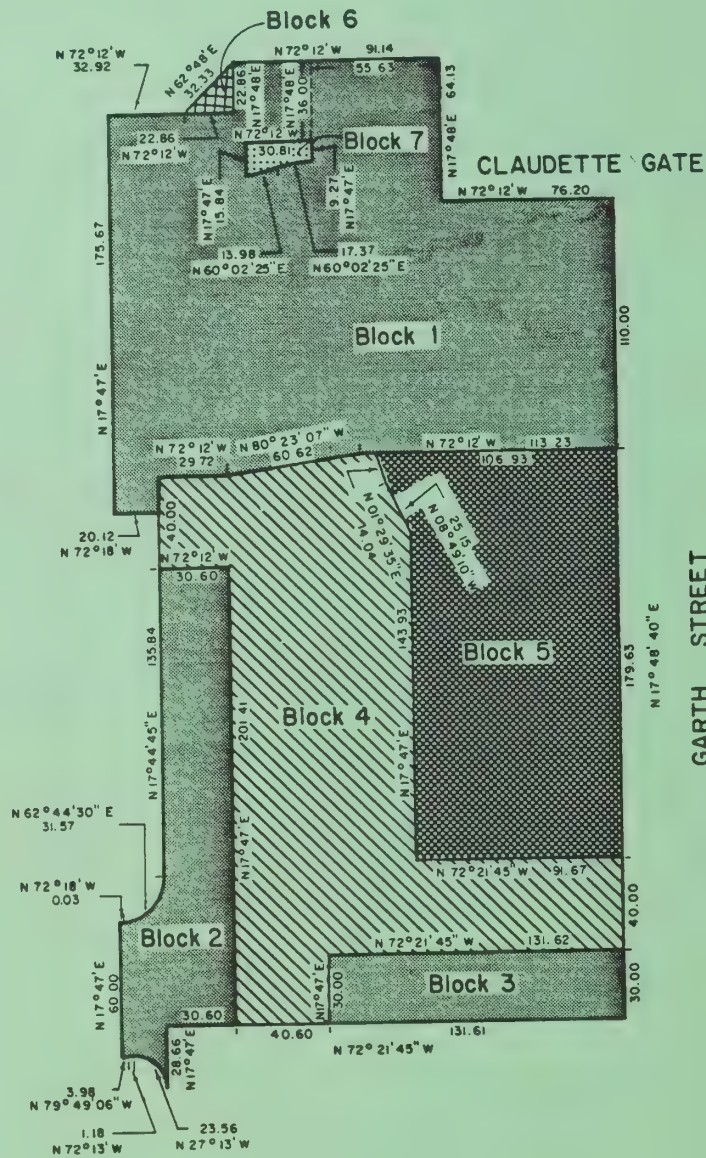 Block 6
N 72°12' W
32.92
N 62°48' E
32.33
N 72°12' W 91.14
55.63
22.86
N17°48'E
N17°48'E
36.00
64.13
N17°48'E
22.86
N 72°12' W
N 72°12' W
30.81
Block 7
N17°47'E
15.84
9.27
N17°47'E
CLAUDETTE GATE
N 72°12' W 76.20
13.98
N60°02'25"E
17.37
N60°02'25"E
175.67
N17°47'E
Block 1
110.00
N 72°12' W
29.72
N 80°23'07" W
60.62
N 72°12' W 113.23
106.93
20.12
N 72°18' W
40.00
N 01°29'35"E
14.04
25.15
N 08°49'10" W
N 72°12' W
30.60
135.84
N17°44'45"E
143.93
N17°47'E
Block 5
179.63
N17°48'40"E
GARTH STREET
Block 4
201.41
N17°47'E
N 62°44'30" E
31.57
N 72°18' W
0.03
N 72°21'45" W 91.67
40.00
Block 2
N 72°21'45" W 131.62
N17°47'E
60.00
N17°47'E
30.00
Block 3
30.00
30.60
40.60
131.61
N 72°21'45" W
28.66
N17°47'E
3.98
N 79°49'06" W
1.18
N 72°13' W
23.56
N 27°13' W